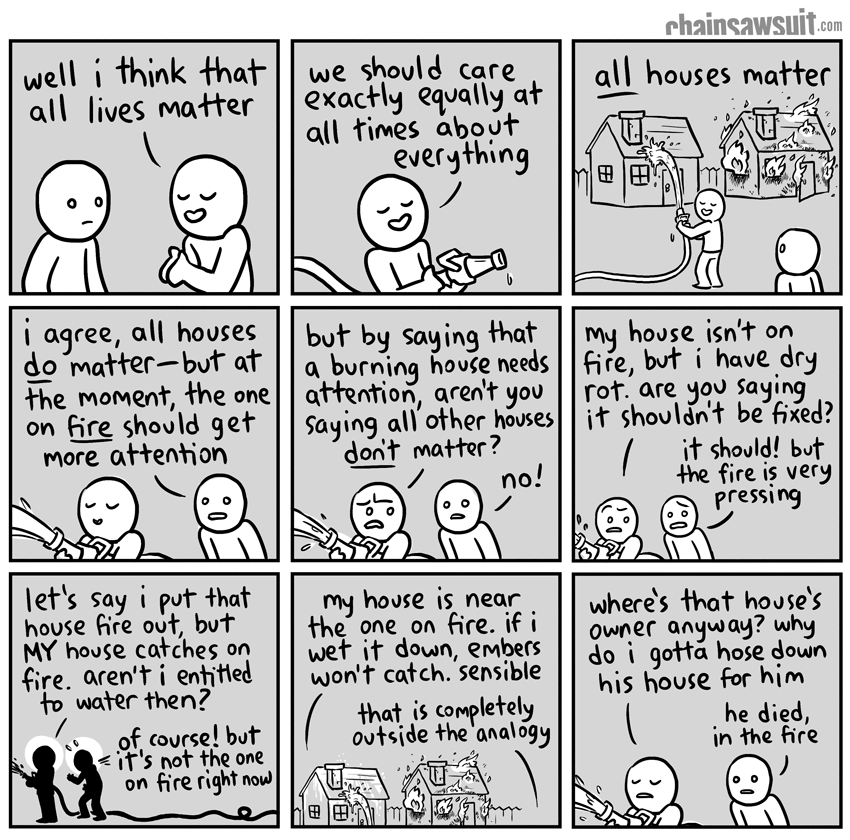 chainsawsuit.com
well i think that
all lives matter
we should care
exactly equally at
all times about
everything
all houses matter
i agree, all houses
do matter—but at
the moment, the one
on fire should get
more attention
but by saying that
a burning house needs
attention, aren't you
saying all other houses
don't matter?
no!
my house isn't on
fire, but i have dry
rot. are you saying
it shouldn't be fixed?
it should! but
the fire is very
pressing
let's say i put that
house fire out, but
MY house catches on
fire. aren't i entitled
to water then?
of course! but
it's not the one
on fire right now
my house is near
the one on fire. if i
wet it down, embers
won't catch. sensible
that is completely
outside the analogy
where's that house's
owner anyway? why
do i gotta hose down
his house for him
he died,
in the fire